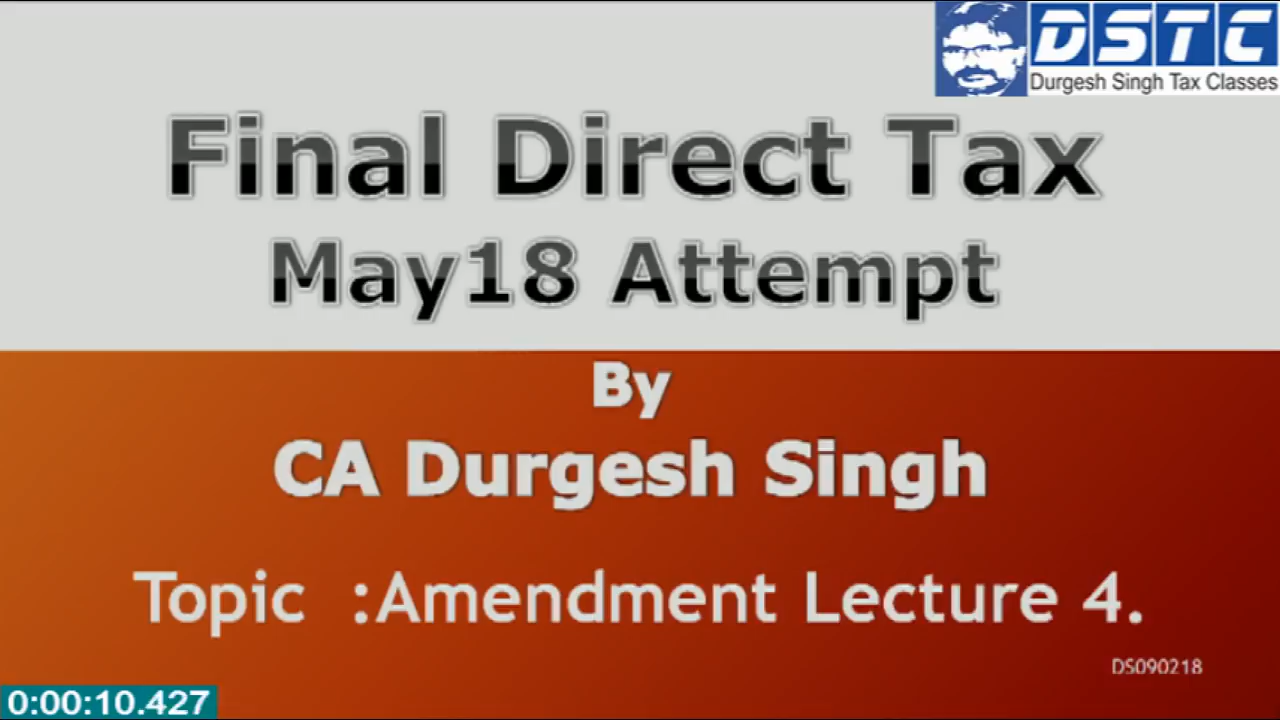 DSTC
Durgesh Singh Tax Classes
Final Direct Tax
May18 Attempt
By
CA Durgesh Singh
Topic :Amendment Lecture 4.
DS090218
0:00:10.427